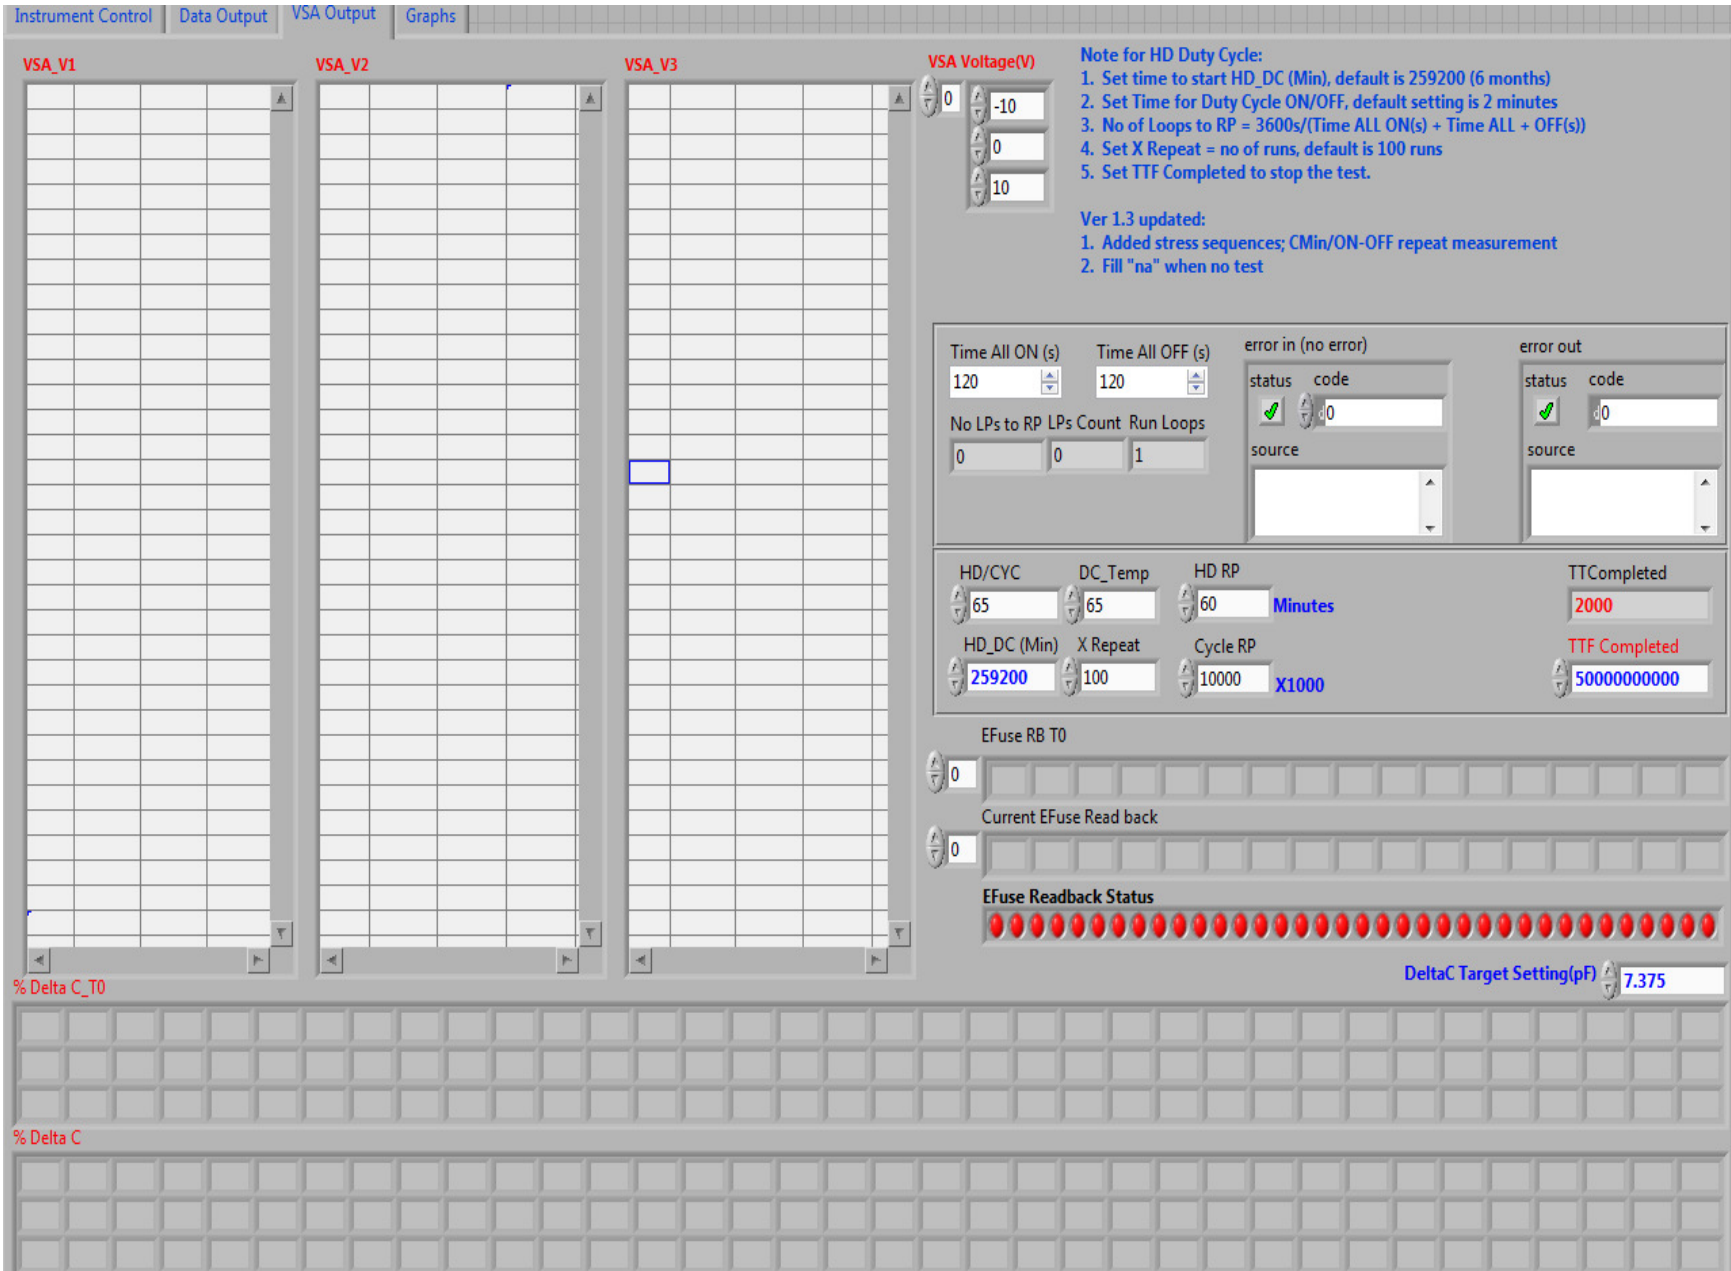 Instrument Control
Data Output
VSA Output
Graphs
VSA_V1
VSA_V2
VSA_V3
VSA Voltage(V)
0
-10
0
10
Note for HD Duty Cycle:
1. Set time to start HD_DC (Min), default is 259200 (6 months)
2. Set Time for Duty Cycle ON/OFF, default setting is 2 minutes
3. No of Loops to RP = 3600s/(Time ALL ON(s) + Time ALL + OFF(s))
4. Set X Repeat = no of runs, default is 100 runs
5. Set TTF Completed to stop the test.
Ver 1.3 updated:
1. Added stress sequences; CMin/ON-OFF repeat measurement
2. Fill "na" when no test
Time All ON (s)
Time All OFF (s)
120
120
No LPs to RP
LPs Count
Run Loops
0
0
1
error in (no error)
status
code
d0
source
error out
status
code
d0
source
HD/CYC
DC_Temp
HD RP
TTCompleted
65
65
60
Minutes
2000
HD_DC (Min)
X Repeat
Cycle RP
TTF Completed
259200
100
10000
X1000
50000000000
EFuse RB T0
0
Current EFuse Read back
0
EFuse Readback Status
DeltaC Target Setting(pF)
7.375
% Delta C_T0
% Delta C